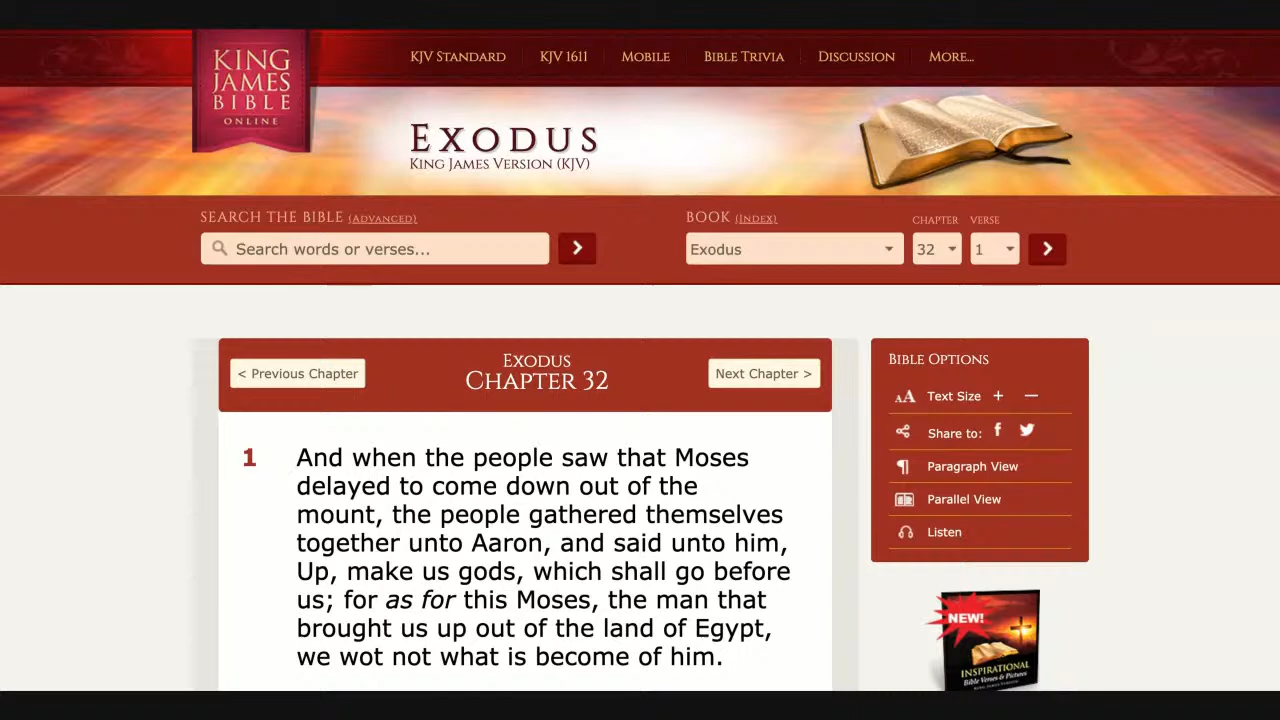 KING
JAMES
BIBLE
ONLINE
KJV Standard
KJV 1611
Mobile
Bible Trivia
Discussion
More...
Exodus
King James Version (KJV)
Search the Bible (Advanced)
Search words or verses...
Book (Index)
Chapter
Verse
Exodus
32
1
< Previous Chapter
Exodus
Chapter 32
Next Chapter >
1 And when the people saw that Moses
delayed to come down out of the
mount, the people gathered themselves
together unto Aaron, and said unto him,
Up, make us gods, which shall go before
us; for as for this Moses, the man that
brought us up out of the land of Egypt,
we wot not what is become of him.
Bible Options
AA Text Size + —
Share to: f
Paragraph View
Parallel View
Listen
NEW!
INSPIRATIONAL
Bible Verses & Pictures